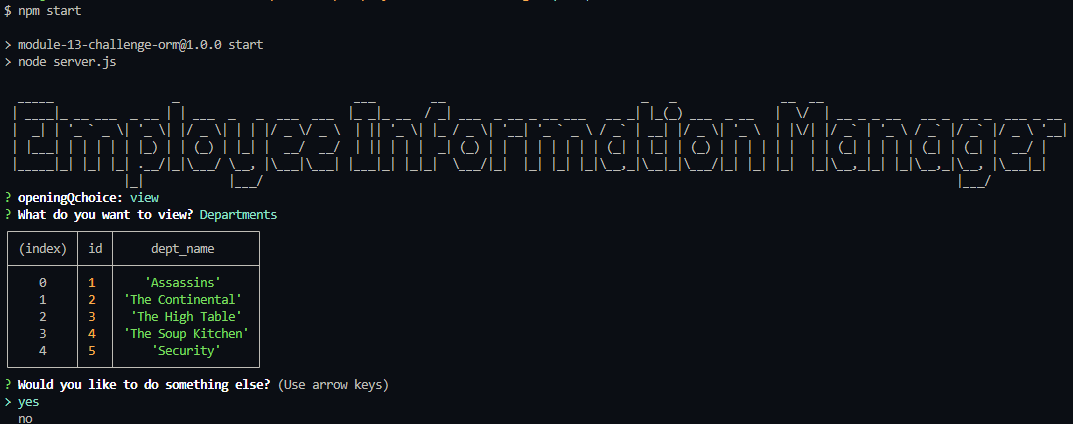 $ npm start
> module-13-challenge-orm@1.0.0 start
> node server.js
Employee Information Manager
? openingQchoice: view
? What do you want to view? Departments
(index) id dept_name
0 1 'Assassins'
1 2 'The Continental'
2 3 'The High Table'
3 4 'The Soup Kitchen'
4 5 'Security'
? Would you like to do something else? (Use arrow keys)
> yes
no